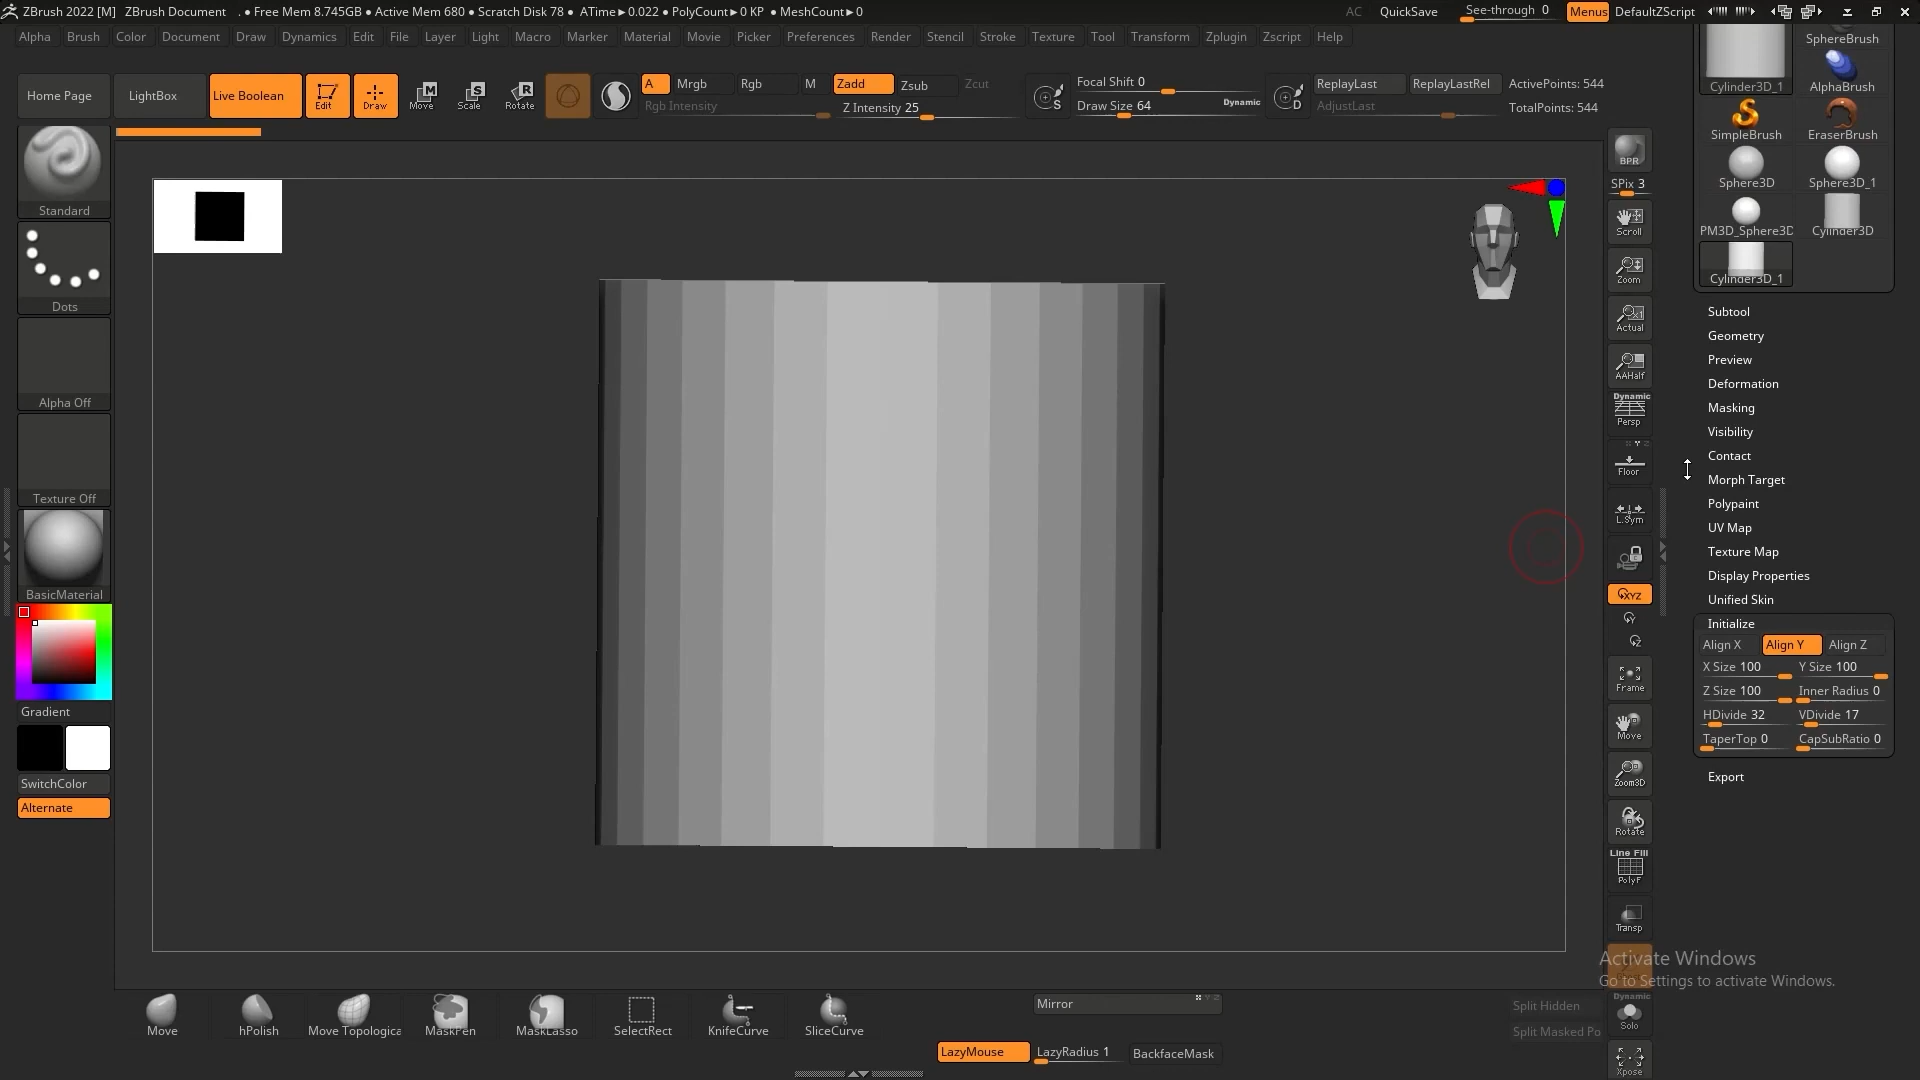 ZBrush 2022 [M] ZBrush Document . • Free Mem 8.745GB • Active Mem 680 • Scratch Disk 78 • ATime►0.022 • PolyCount►0 KP • MeshCount►0 AC QuickSave See-through 0 Menus DefaultZScript
Alpha Brush Color Document Draw Dynamics Edit File Layer Light Macro Marker Material Movie Picker Preferences Render Stencil Stroke Texture Tool Transform Zplugin Zscript Help
Home Page LightBox Live Boolean Edit Draw Move Scale Rotate
A Mrgb Rgb M Zadd Zsub Zcut
Rgb Intensity Z Intensity 25
S Focal Shift 0
Draw Size 64 Dynamic
D ReplayLast ReplayLastRel ActivePoints: 544
AdjustLast TotalPoints: 544
Standard
Dots
Alpha Off
Texture Off
BasicMaterial
Gradient
SwitchColor
Alternate
BPR
SPix 3
Scroll
Zoom
Actual
AAHalf
Dynamic
Persp
Floor
L.Sym
XYZ
Y
Z
Frame
Move
Zoom3D
Rotate
Line Fill
PolyF
Transp
Dynamic
Solo
Xpose
SphereBrush
Cylinder3D_1 AlphaBrush
SimpleBrush EraserBrush
Sphere3D Sphere3D_1
PM3D_Sphere3D Cylinder3D
Cylinder3D_1
Subtool
Geometry
Preview
Deformation
Masking
Visibility
Contact
Morph Target
Polypaint
UV Map
Texture Map
Display Properties
Unified Skin
Initialize
Align X Align Y Align Z
X Size 100 Y Size 100
Z Size 100 Inner Radius 0
HDivide 32 VDivide 17
TaperTop 0 CapSubRatio 0
Export
Activate Windows
Go to Settings to activate Windows.
Move hPolish Move Topologica MaskPen MaskLasso SelectRect KnifeCurve SliceCurve
Mirror
LazyMouse LazyRadius 1 BackfaceMask
Split Hidden
Split Masked Po